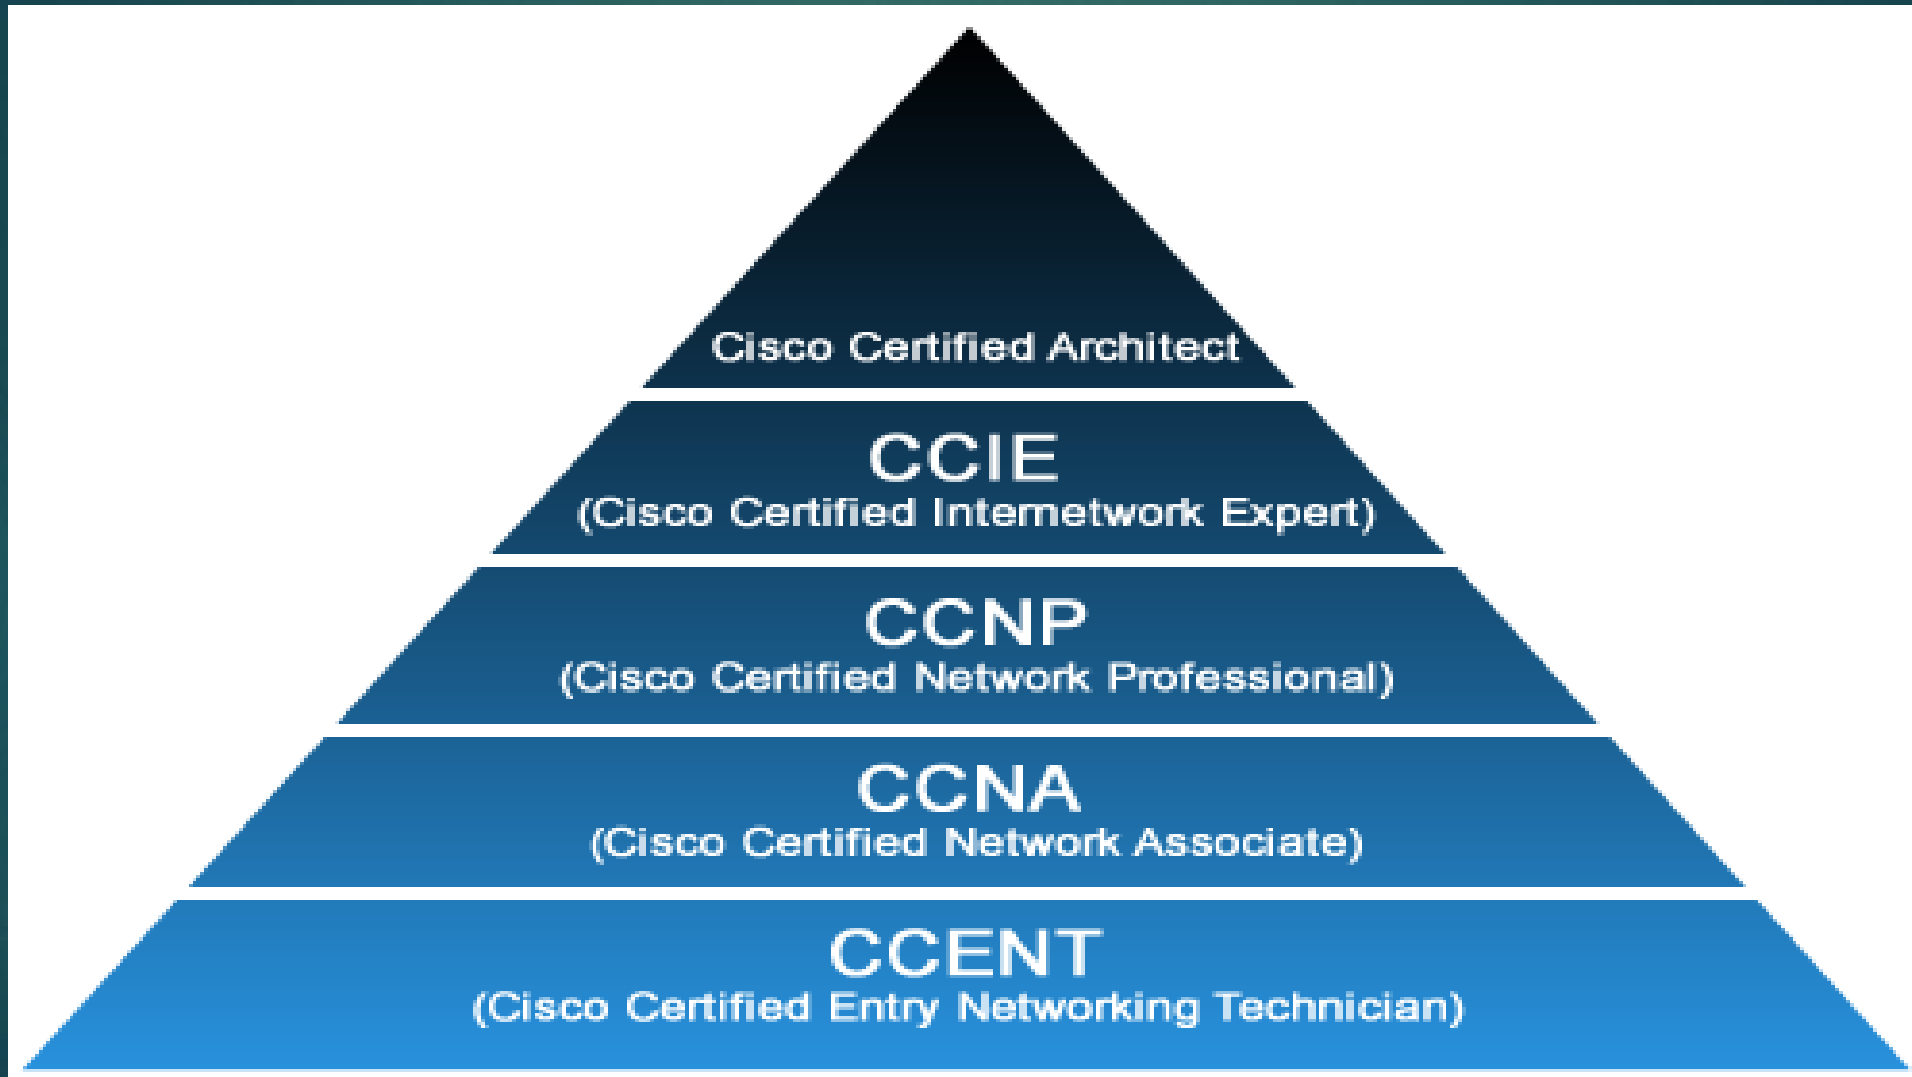 Cisco Certified Architect
CCIE
(Cisco Certified Internetwork Expert)
CCNP
(Cisco Certified Network Professional)
CCNA
(Cisco Certified Network Associate)
CCENT
(Cisco Certified Entry Networking Technician)